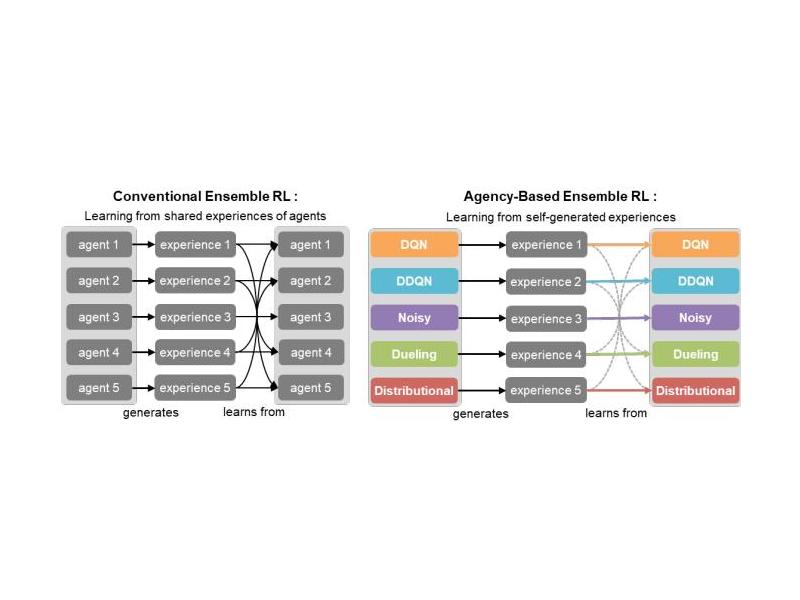 Conventional Ensemble RL :
Learning from shared experiences of agents
agent 1 experience 1 agent 1
agent 2 experience 2 agent 2
agent 3 experience 3 agent 3
agent 4 experience 4 agent 4
agent 5 experience 5 agent 5
generates learns from
Agency-Based Ensemble RL :
Learning from self-generated experiences
DQN experience 1 DQN
DDQN experience 2 DDQN
Noisy experience 3 Noisy
Dueling experience 4 Dueling
Distributional experience 5 Distributional
generates learns from